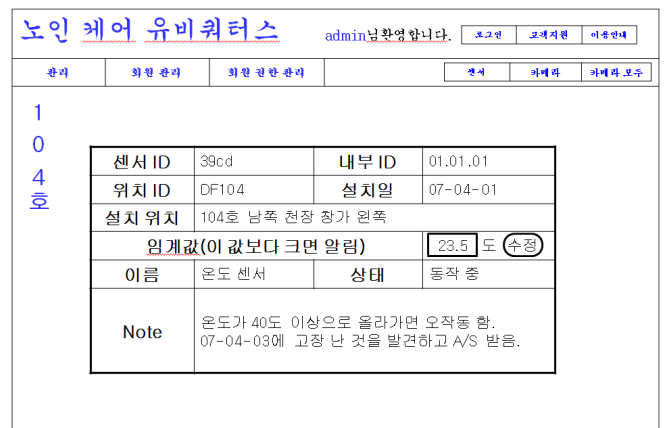 노인 케어 유비쿼터스 admin님환영합니다. 로그인 고객지원 이용안내
관리 회원 관리 회원 권한 관리 센서 카메라 카메라 모두
1
0
4
호
센서 ID 39cd 내부 ID 01.01.01
위치 ID DF104 설치일 07-04-01
설치 위치 104호 남쪽 천장 창가 왼쪽
임계값(이 값보다 크면 알림) 23.5 도 수정
이름 온도 센서 상태 동작 중
Note 온도가 40도 이상으로 올라가면 오작동 함.
07-04-03에 고장 난 것을 발견하고 A/S 받음.